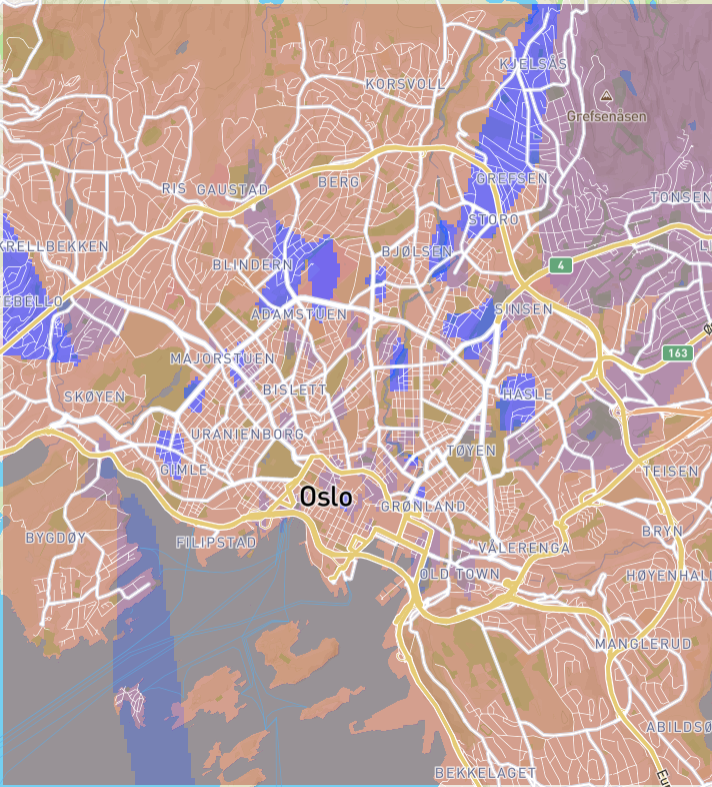 KJELSÅS
KORSVOLL
Grefsenåsen
RIS
GAUSTAD
BERG
GREFSEN
TONSEN
STORO
KRELLBEKKEN
BJØLSEN
BLINDERN
4
EBELLO
ADAMSTUEN
SINSEN
163
MAJORSTUEN
BISLETT
HASLE
SKØYEN
URANIENBORG
TØYEN
GIMLE
TEISEN
Oslo
GRØNLAND
BYGDØY
FILIPSTAD
VÅLERENGA
BRYN
OLD TOWN
HØYENHALL
MANGLERUD
ABILDSØ
BEKKELAGET
Eu